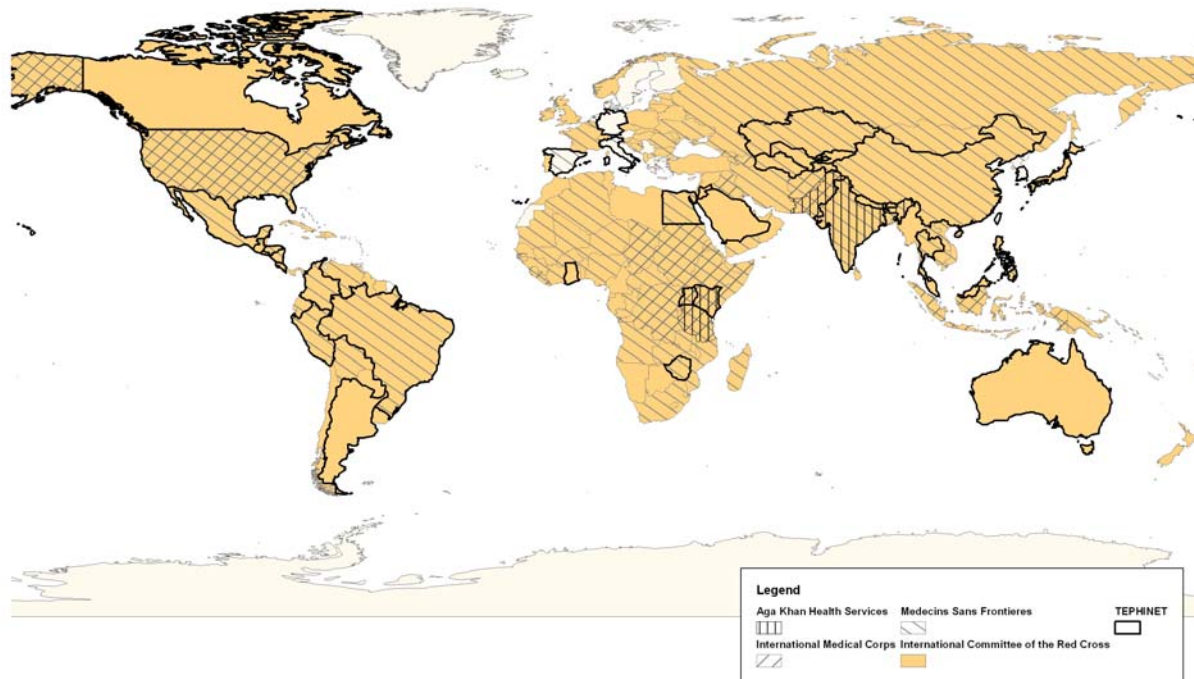 Legend
Aga Khan Health Services Medecins Sans Frontieres TEPHINET
International Medical Corps International Committee of the Red Cross